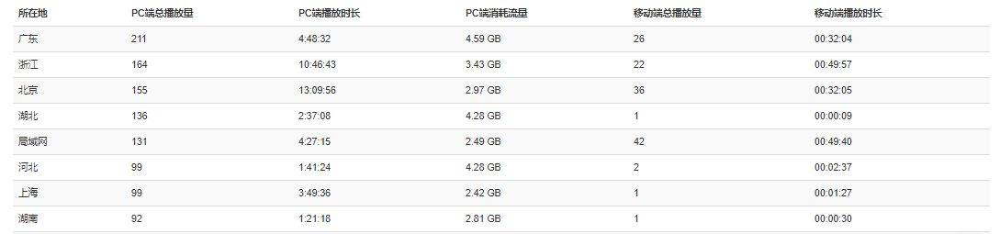 所在地 PC端总播放量 PC端播放时长 PC端消耗流量 移动端总播放量 移动端播放时长
广东 211 4:48:32 4.59 GB 26 00:32:04
浙江 164 10:46:43 3.43 GB 22 00:49:57
北京 155 13:09:56 2.97 GB 36 00:32:05
湖北 136 2:37:08 4.28 GB 1 00:00:09
局域网 131 4:27:15 2.49 GB 42 00:49:40
河北 99 1:41:24 4.28 GB 2 00:02:37
上海 99 3:49:36 2.42 GB 1 00:01:27
湖南 92 1:21:18 2.81 GB 1 00:00:30